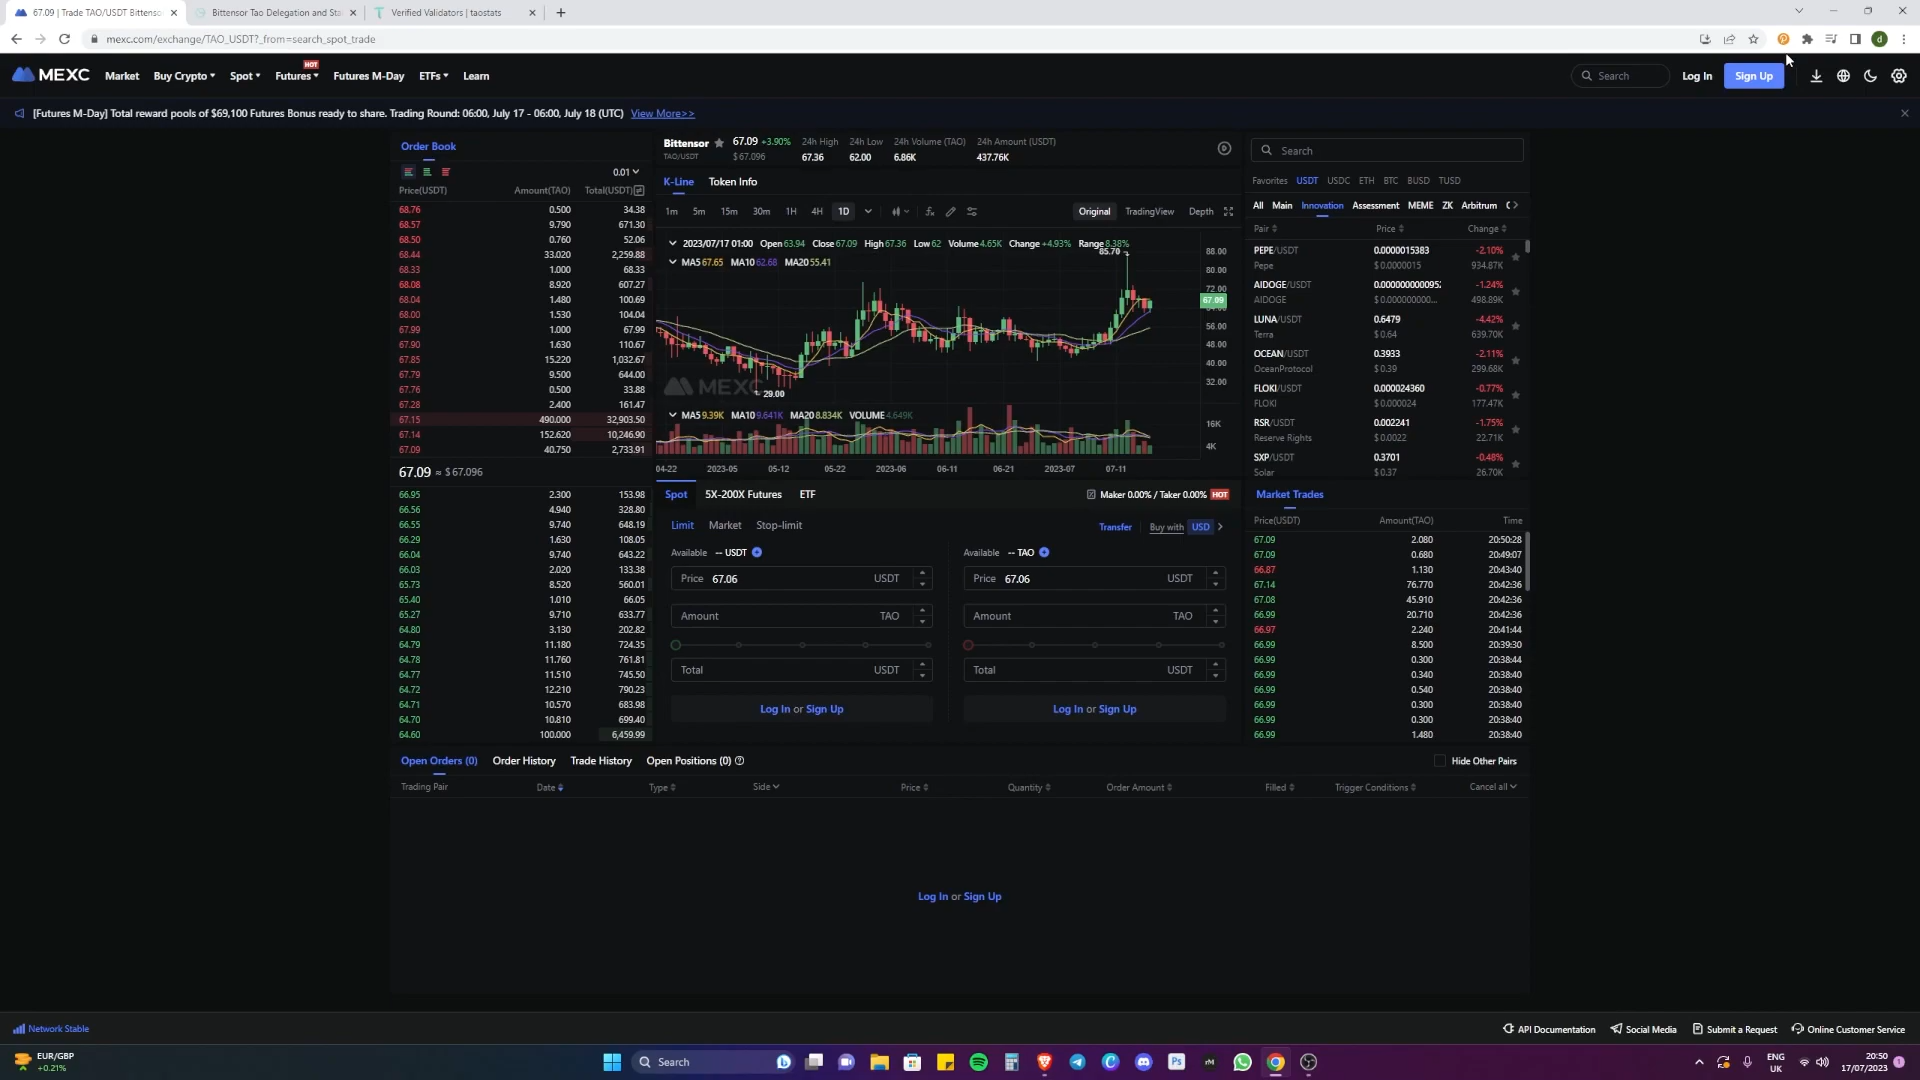 67.09 | Trade TAO/USDT Bittenso
Bittensor Tao Delegation and Sta
Verified Validators | taostats
mexc.com/exchange/TAO_USDT?_from=search_spot_trade
MEXC Market Buy Crypto Spot Futures HOT Futures M-Day ETFs Learn
Search Log In Sign Up
[Futures M-Day] Total reward pools of $69,100 Futures Bonus ready to share. Trading Round: 06:00, July 17 - 06:00, July 18 (UTC) View More>>
Order Book
0.01
Price(USDT) Amount(TAO) Total(USDT)
68.76 0.500 34.38
68.57 9.790 671.30
68.50 0.760 52.06
68.44 33.020 2,259.88
68.33 1.000 68.33
68.08 8.920 607.27
68.04 1.480 100.69
68.00 1.530 104.04
67.99 1.000 67.99
67.90 1.630 110.67
67.85 15.220 1,032.67
67.79 9.500 644.00
67.76 0.500 33.88
67.28 2.400 161.47
67.15 490.000 32,903.50
67.14 152.620 10,246.90
67.09 40.750 2,733.91
67.09 ≈ $67.096
66.95 2.300 153.98
66.56 4.940 328.80
66.55 9.740 648.19
66.29 1.630 108.05
66.04 9.740 643.22
66.03 2.020 133.38
65.73 8.520 560.01
65.40 1.010 66.05
65.27 9.710 633.77
64.80 3.130 202.82
64.79 11.180 724.35
64.78 11.760 761.81
64.77 11.510 745.50
64.72 12.210 790.23
64.71 10.570 683.98
64.70 10.810 699.40
64.60 100.000 6,459.99
Bittensor 67.09 +3.90% 24h High 24h Low 24h Volume (TAO) 24h Amount (USDT)
TAO/USDT $67.096 67.36 62.00 6.86K 437.76K
K-Line Token Info
1m 5m 15m 30m 1H 4H 1D Original TradingView Depth
2023/07/17 01:00 Open 63.94 Close 67.09 High 67.36 Low 62 Volume 4.65K Change +4.93% Range 8.38%
MA5 67.65 MA10 62.68 MA20 55.41
85.70
88.00
80.00
72.00
67.09
56.00
48.00
40.00
32.00
MEXC
29.00
MA5 9.39K MA10 9.641K MA20 8.834K VOLUME 4.649K
16K
4K
04-22 2023-05 05-12 05-22 2023-06 06-11 06-21 2023-07 07-11
Spot 5X-200X Futures ETF Maker 0.00% / Taker 0.00% HOT
Limit Market Stop-limit Transfer Buy with USD
Available -- USDT Available -- TAO
Price 67.06 USDT Price 67.06 USDT
Amount TAO Amount TAO
Total USDT Total USDT
Log In or Sign Up Log In or Sign Up
Search
Favorites USDT USDC ETH BTC BUSD TUSD
All Main Innovation Assessment MEME ZK Arbitrum
Pair Price Change
PEPE/USDT 0.0000015383 -2.10%
Pepe $0.0000015 934.87K
AIDOGE/USDT 0.000000000952 -1.24%
AIDOGE $0.000000000... 498.89K
LUNA/USDT 0.6479 -4.42%
Terra $0.64 639.70K
OCEAN/USDT 0.3933 -2.11%
OceanProtocol $0.39 299.68K
FLOKI/USDT 0.000024360 -0.77%
FLOKI $0.000024 177.47K
RSR/USDT 0.002241 -1.75%
Reserve Rights $0.0022 22.71K
SXP/USDT 0.3701 -0.48%
Solar $0.37 26.70K
Market Trades
Price(USDT) Amount(TAO) Time
67.09 2.080 20:50:28
67.09 0.680 20:49:07
66.87 1.130 20:43:40
67.14 76.770 20:42:36
67.08 45.910 20:42:36
66.99 20.710 20:42:36
66.97 2.240 20:41:44
66.99 8.500 20:39:30
66.99 0.300 20:38:44
66.99 0.340 20:38:40
66.99 0.540 20:38:40
66.99 0.300 20:38:40
66.99 0.300 20:38:40
66.99 1.480 20:38:40
Open Orders (0) Order History Trade History Open Positions (0) Hide Other Pairs
Trading Pair Date Type Side Price Quantity Order Amount Filled Trigger Conditions Cancel all
Log In or Sign Up
Network Stable API Documentation Social Media Submit a Request Online Customer Service
EUR/GBP
+0.21%
Search
Ps
rM
ENG
UK
20:50
17/07/2023